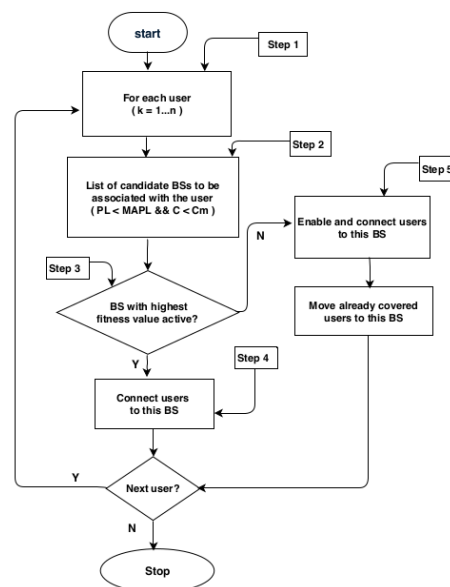 start
Step 1
For each user
( k = 1...n )
Step 2
List of candidate BSs to be
associated with the user
( PL < MAPL && C < Cm )
Step 5
N
Enable and connect users
to this BS
Step 3
BS with highest
fitness value active?
Move already covered
users to this BS
Y
Step 4
Connect users
to this BS
Y
Next user?
N
Stop